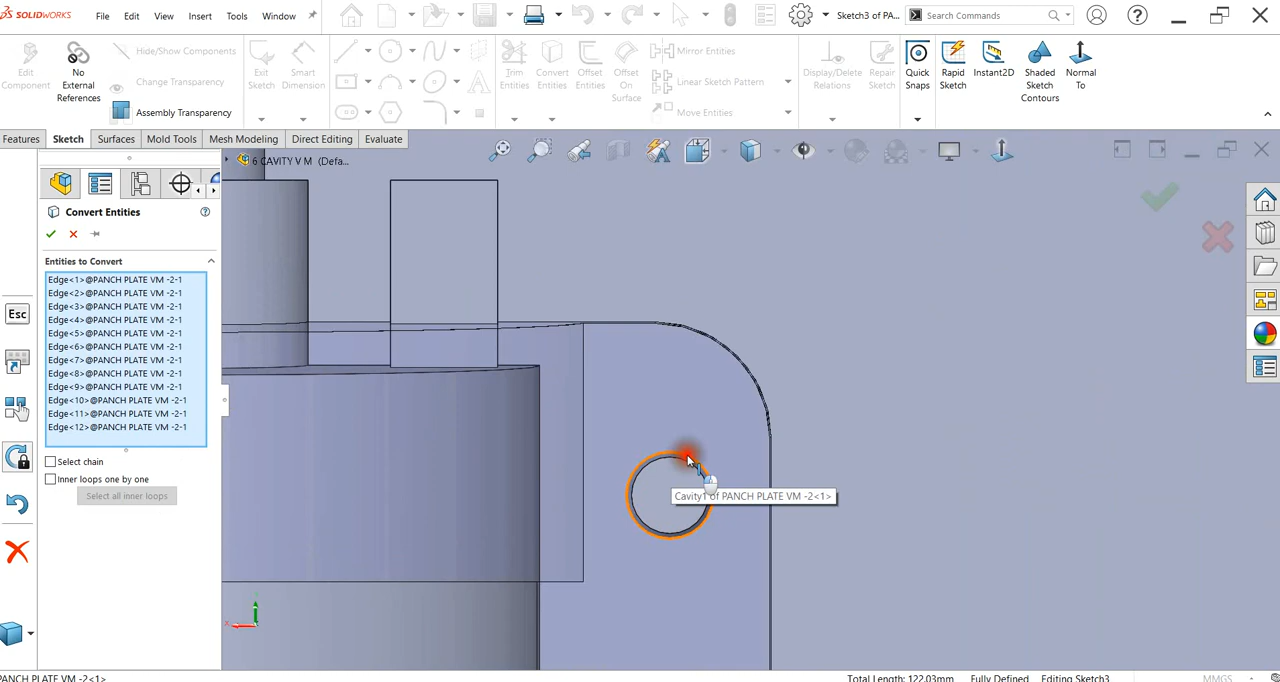 SOLIDWORKS File Edit View Insert Tools Window Sketch3 of PA... Search Commands
Edit Component
No External References
Hide/Show Components
Change Transparency
Assembly Transparency
Exit Sketch
Smart Dimension
Trim Entities
Convert Entities
Offset Entities
Offset On Surface
Mirror Entities
Linear Sketch Pattern
Move Entities
Display/Delete Relations
Repair Sketch
Quick Snaps
Rapid Sketch
Instant2D
Shaded Sketch Contours
Normal To
Features Sketch Surfaces Mold Tools Mesh Modeling Direct Editing Evaluate
6 CAVITY V M (Defa...
Convert Entities
Entities to Convert
Edge<1>@PANCH PLATE VM -2-1
Edge<2>@PANCH PLATE VM -2-1
Edge<3>@PANCH PLATE VM -2-1
Edge<4>@PANCH PLATE VM -2-1
Edge<5>@PANCH PLATE VM -2-1
Edge<6>@PANCH PLATE VM -2-1
Edge<7>@PANCH PLATE VM -2-1
Edge<8>@PANCH PLATE VM -2-1
Edge<9>@PANCH PLATE VM -2-1
Edge<10>@PANCH PLATE VM -2-1
Edge<11>@PANCH PLATE VM -2-1
Edge<12>@PANCH PLATE VM -2-1
Select chain
Inner loops one by one
Select all inner loops
Esc
Cavity1 of PANCH PLATE VM -2<1>
PANCH PLATE VM -2<1> Total Length: 122.03mm Fully Defined Editing Sketch3 MMGS